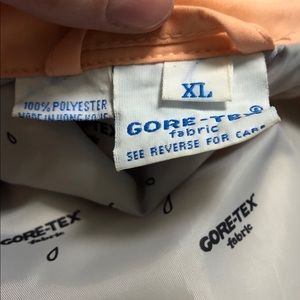 XL
100% POLYESTER
MADE IN HONG KONG
GORE-TEX®
fabric
SEE REVERSE FOR CARE
GORE-TEX
fabric
GORE-TEX
fabric